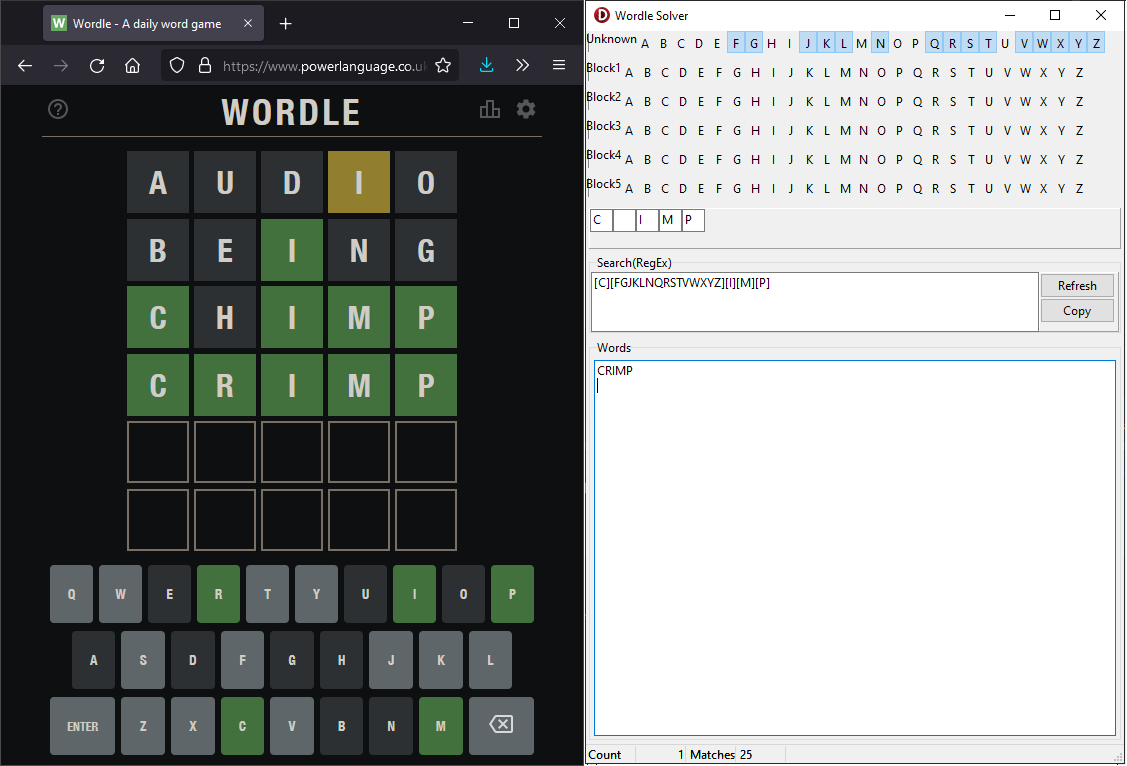 Wordle - A daily word game
https://www.powerlanguage.co.uk
WORDLE
A U D I O
B E I N G
C H I M P
C R I M P
Q W E R T Y U I O P
A S D F G H J K L
ENTER Z X C V B N M
Wordle Solver
Unknown A B C D E F G H I J K L M N O P Q R S T U V W X Y Z
Block1 A B C D E F G H I J K L M N O P Q R S T U V W X Y Z
Block2 A B C D E F G H I J K L M N O P Q R S T U V W X Y Z
Block3 A B C D E F G H I J K L M N O P Q R S T U V W X Y Z
Block4 A B C D E F G H I J K L M N O P Q R S T U V W X Y Z
Block5 A B C D E F G H I J K L M N O P Q R S T U V W X Y Z
C I M P
Search(RegEx)
[C][FGJKLNQRSTVWXYZ][I][M][P]
Refresh
Copy
Words
CRIMP
Count 1 Matches 25